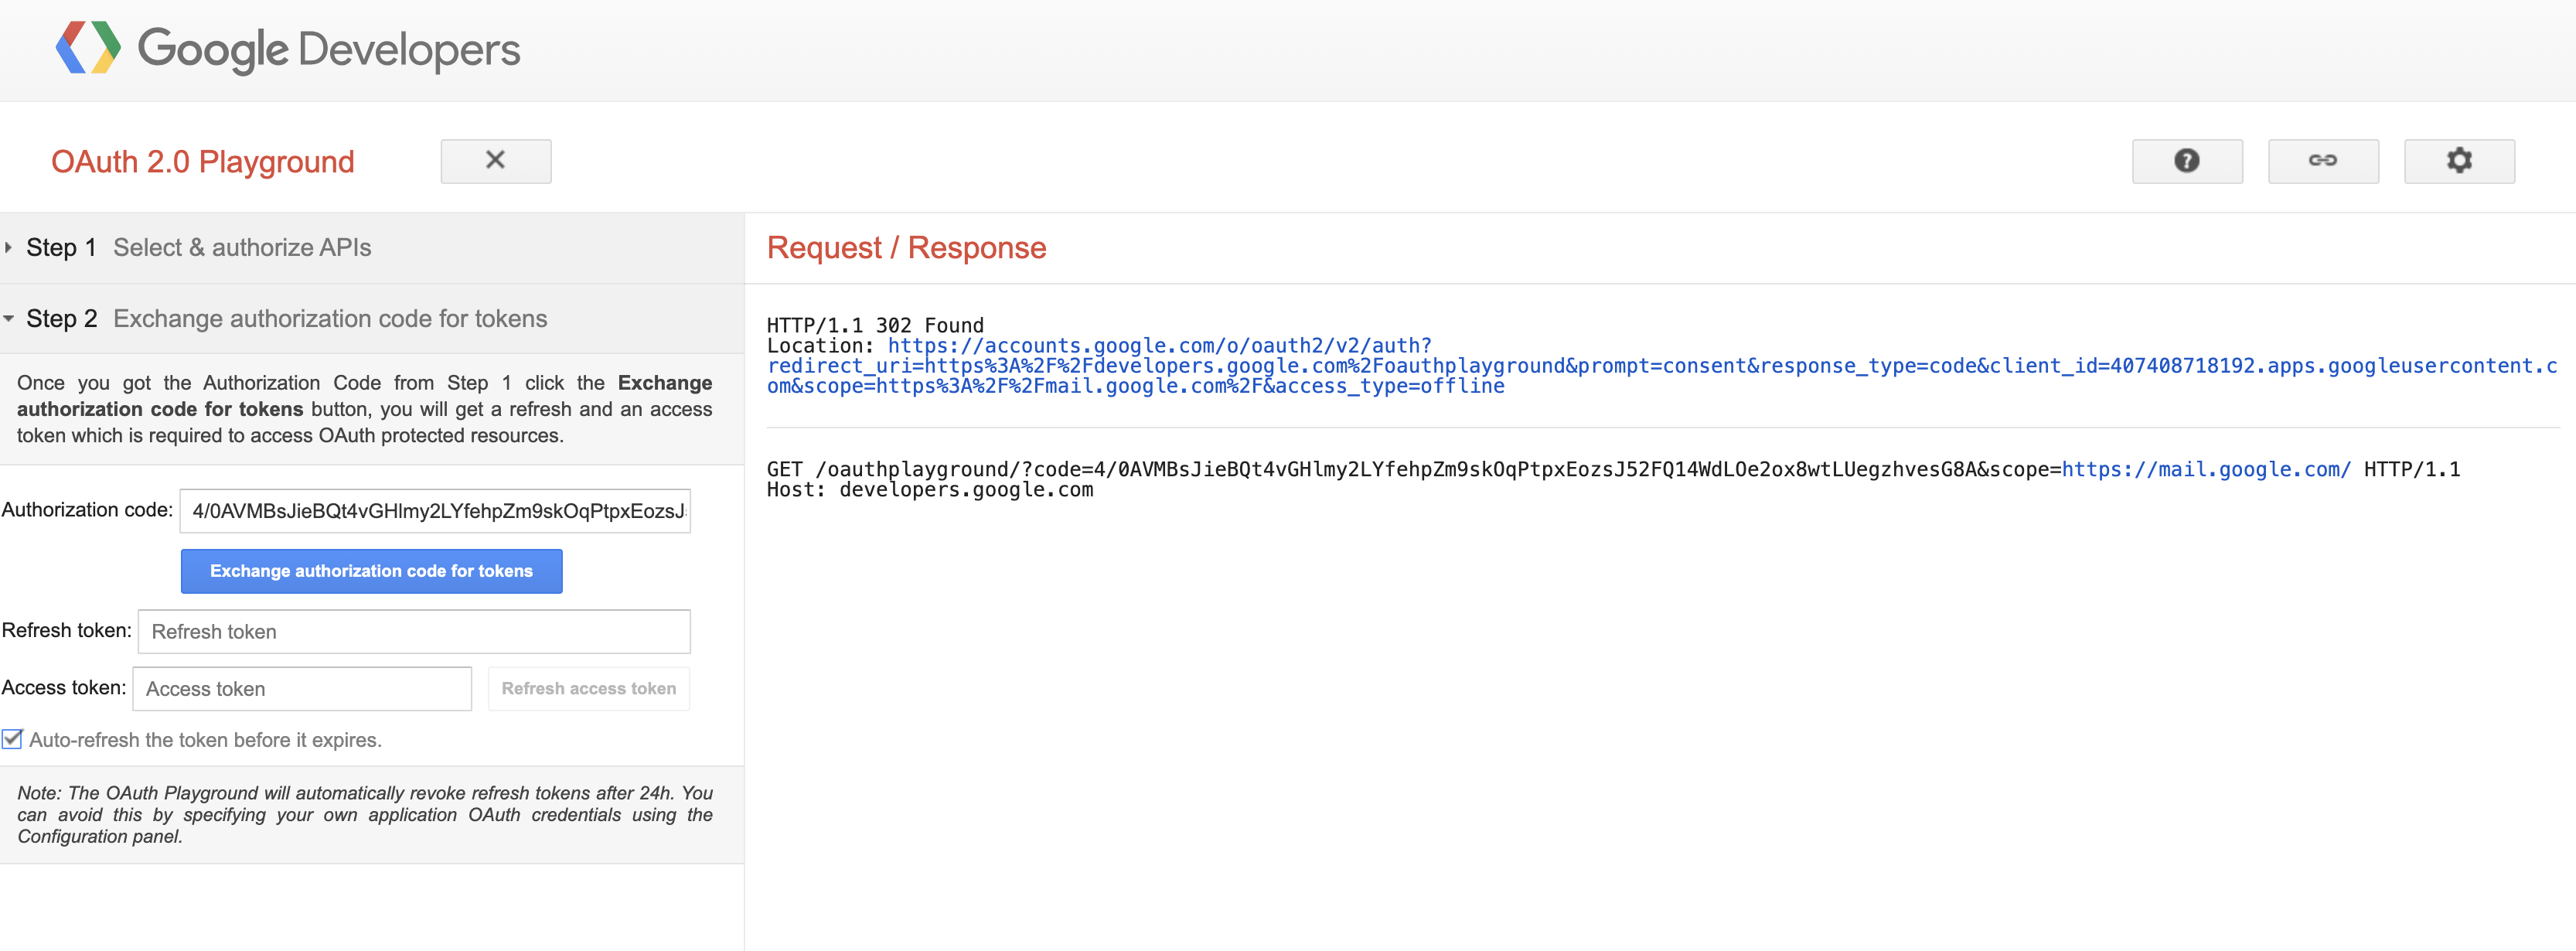 Google Developers
OAuth 2.0 Playground
Step 1 Select & authorize APIs
Step 2 Exchange authorization code for tokens
Once you got the Authorization Code from Step 1 click the Exchange
authorization code for tokens button, you will get a refresh and an access
token which is required to access OAuth protected resources.
Authorization code: 4/0AVMBsJieBQt4vGHlmy2LYfehpZm9skOqPtpxEozsJ
Exchange authorization code for tokens
Refresh token: Refresh token
Access token: Access token Refresh access token
Auto-refresh the token before it expires.
Note: The OAuth Playground will automatically revoke refresh tokens after 24h. You
can avoid this by specifying your own application OAuth credentials using the
Configuration panel.
Request / Response
HTTP/1.1 302 Found
Location: https://accounts.google.com/o/oauth2/v2/auth?
redirect_uri=https%3A%2F%2Fdevelopers.google.com%2Foauthplayground&prompt=consent&response_type=code&client_id=407408718192.apps.googleusercontent.c
om&scope=https%3A%2F%2Fmail.google.com%2F&access_type=offline
GET /oauthplayground/?code=4/0AVMBsJieBQt4vGHlmy2LYfehpZm9skOqPtpxEozsJ52FQ14WdLOe2ox8wtLUegzhvesG8A&scope=https://mail.google.com/ HTTP/1.1
Host: developers.google.com